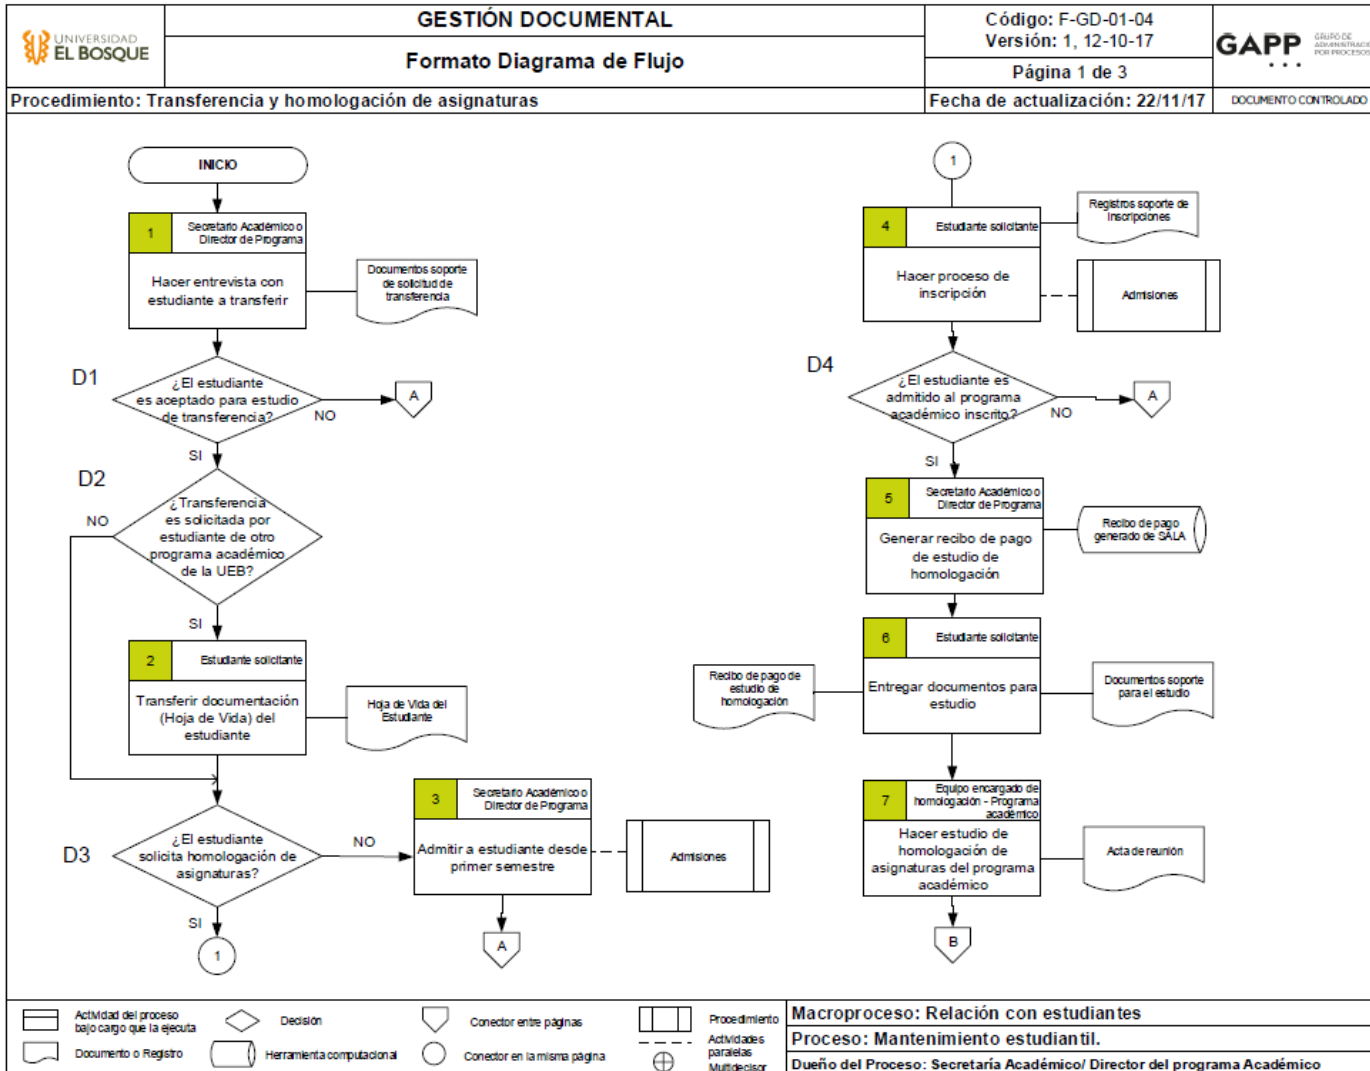 UNIVERSIDAD
EL BOSQUE
GESTIÓN DOCUMENTAL
Formato Diagrama de Flujo
Código: F-GD-01-04
Versión: 1, 12-10-17
Página 1 de 3
GAPP
GRUPO DE
POR PROCESOS
Procedimiento: Transferencia y homologación de asignaturas
Fecha de actualización: 22/11/17
DOCUMENTO CONTROLADO
INICIO
1
Secretario Académico o
Director de Programa
Hacer entrevista con
estudiante a transferir
Documentos soporte
de solicitud de
transferencia
D1
¿El estudiante
es aceptado para estudio
de transferencia?
NO
A
SI
D2
¿Transferencia
es solicitada por
estudiante de otro
programa académico
de la UEB?
NO
SI
2
Estudiante solicitante
Transferir documentación
(Hoja de Vida) del
estudiante
Hoja de Vida del
Estudiante
D3
¿El estudiante
solicita homologación de
asignaturas?
NO
SI
1
3
Secretario Académico o
Director de Programa
Admitir a estudiante desde
primer semestre
Admisiones
A
1
4
Estudiante solicitante
Hacer proceso de
inscripción
Registros soporte de
inscripciones
Admisiones
D4
¿El estudiante es
admitido al programa
académico inscrito?
NO
A
SI
5
Secretario Académico o
Director de Programa
Generar recibo de pago
de estudio de
homologación
Recibo de pago
generado de SALA
6
Estudiante solicitante
Entregar documentos para
estudio
Recibo de pago de
estudio de
homologación
Documentos soporte
para el estudio
7
Equipo encargado de
homologación - Programa
académico
Hacer estudio de
homologación de
asignaturas del programa
académico
Acta de reunión
B
Actividad del proceso
bajo cargo que la ejecuta
Documento o Registro
Decisión
Herramienta computacional
Conector entre páginas
Conector en la misma página
Procedimiento
Actividades
paralelas
Multidecisor
Macroproceso: Relación con estudiantes
Proceso: Mantenimiento estudiantil.
Dueño del Proceso: Secretaría Académico/ Director del programa Académico